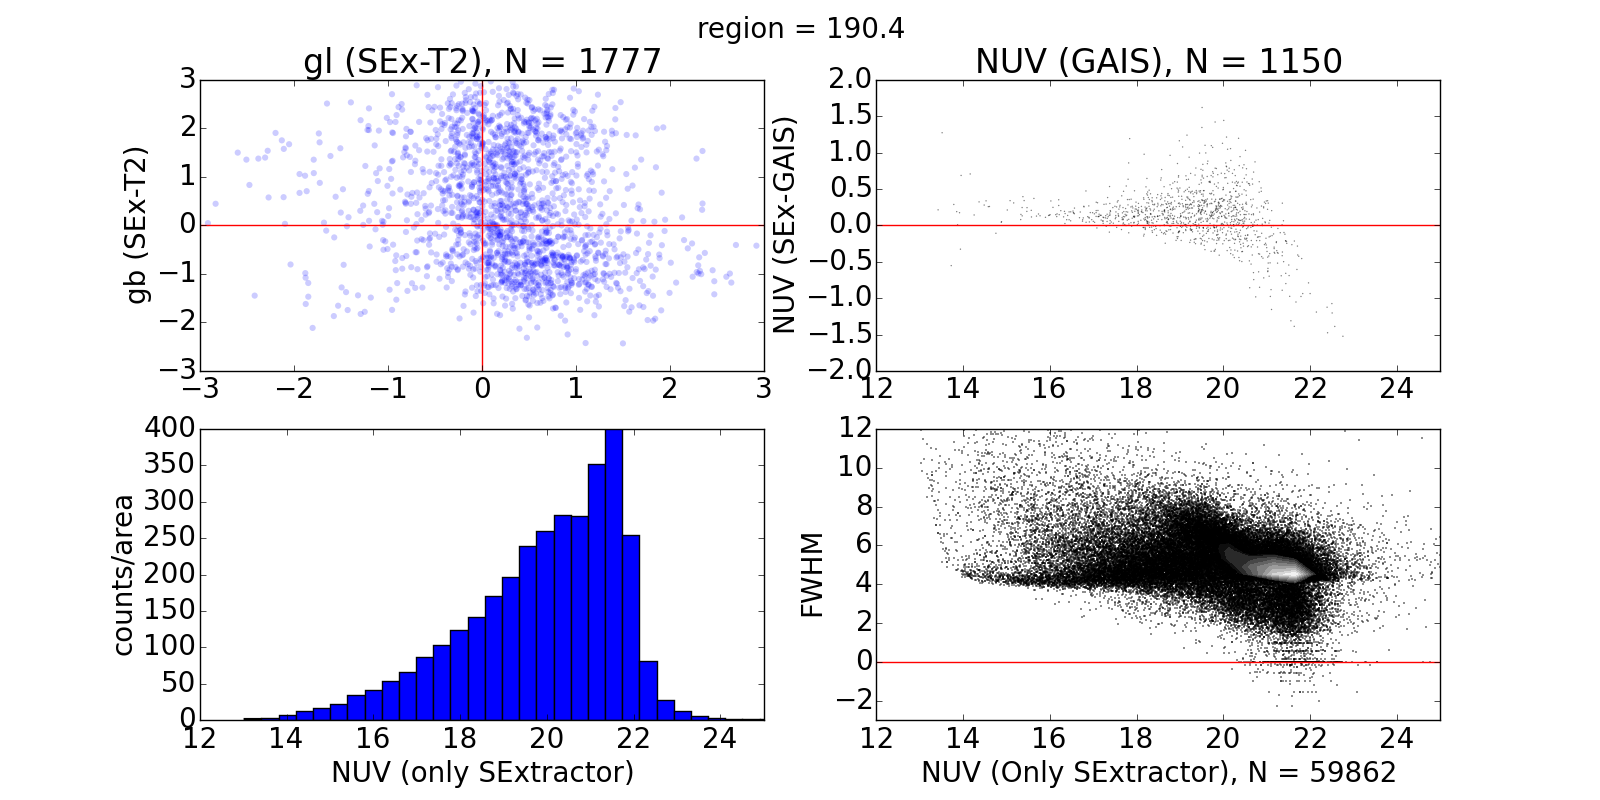 region = 190.4
gl (SEx-T2), N = 1777
NUV (GAIS), N = 1150
3
2
1
0
−1
−2
−3
gb (SEx-T2)
−3 −2 −1 0 1 2 3
2.0
1.5
1.0
0.5
0.0
−0.5
−1.0
−1.5
−2.0
NUV (SEx-GAIS)
12 14 16 18 20 22 24
400
350
300
250
200
150
100
50
0
counts/area
12 14 16 18 20 22 24
NUV (only SExtractor)
12
10
8
6
4
2
0
−2
FWHM
12 14 16 18 20 22 24
NUV (Only SExtractor), N = 59862